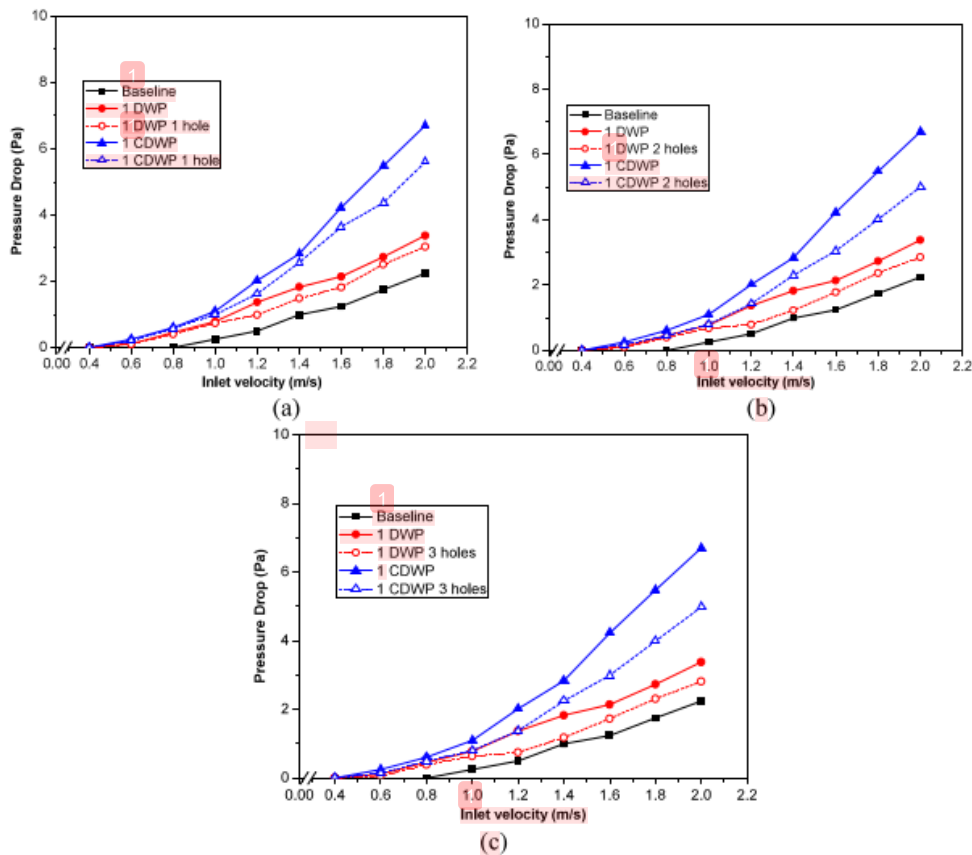 10
8
6
4
2
0
Pressure Drop (Pa)
1
Baseline
1 DWP
1 DWP 1 hole
1 CDWP
1 CDWP 1 hole
0.00 0.4 0.6 0.8 1.0 1.2 1.4 1.6 1.8 2.0 2.2
Inlet velocity (m/s)
(a)
10
8
6
4
2
0
Pressure Drop (Pa)
Baseline
1 DWP
1 DWP 2 holes
1 CDWP
1 CDWP 2 holes
0.00 0.4 0.6 0.8 1.0 1.2 1.4 1.6 1.8 2.0 2.2
Inlet velocity (m/s)
(b)
10
8
6
4
2
0
Pressure Drop (Pa)
1
Baseline
1 DWP
1 DWP 3 holes
1 CDWP
1 CDWP 3 holes
0.00 0.4 0.6 0.8 1.0 1.2 1.4 1.6 1.8 2.0 2.2
Inlet velocity (m/s)
(c)